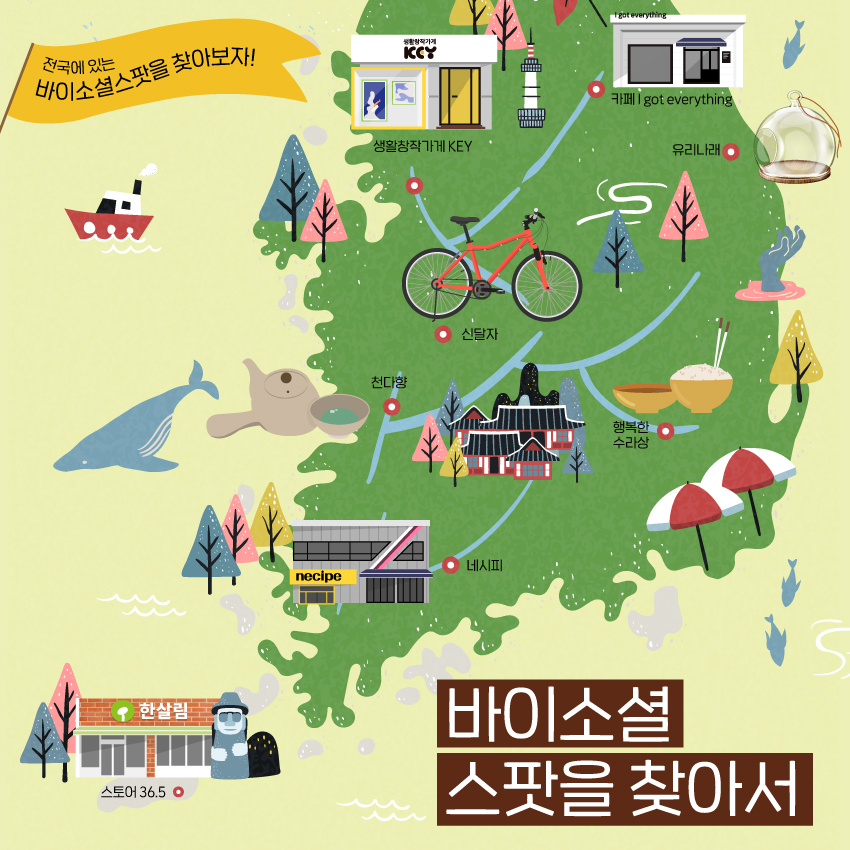 전국에 있는
바이소셜스팟을 찾아보자!
생활창작가게
KEY
생활창작가게 KEY
I got everything
카페 I got everything
유리나래
신달자
천다향
행복한
수라상
necipe
네시피
한살림
스토어 36.5
바이소셜
스팟을 찾아서